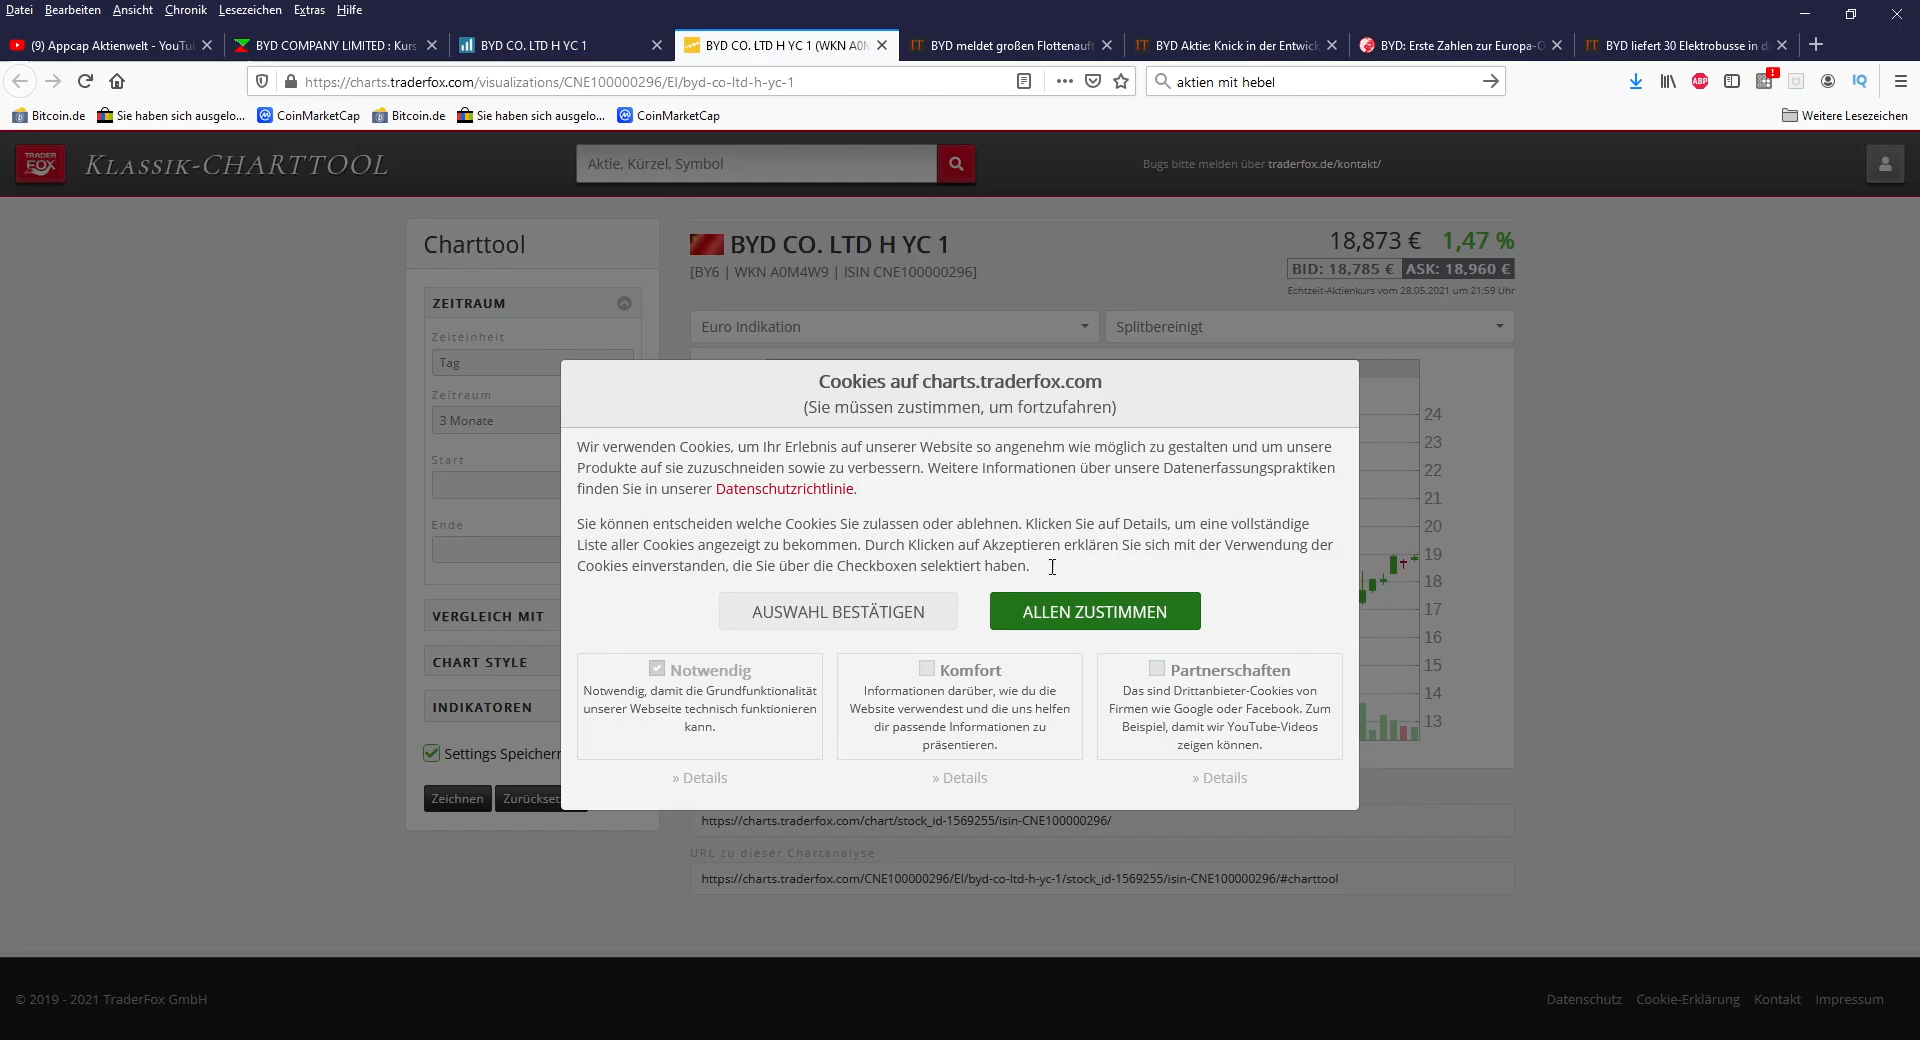 Datei Bearbeiten Ansicht Chronik Lesezeichen Extras Hilfe
(9) Appcap Aktienwelt - YouTu
BYD COMPANY LIMITED : Kurs
BYD CO. LTD H YC 1
BYD CO. LTD H YC 1 (WKN A0M
BYD meldet großen Flottenauft
BYD Aktie: Knick in der Entwick
BYD: Erste Zahlen zur Europa-O
BYD liefert 30 Elektrobusse in d
https://charts.traderfox.com/visualizations/CNE100000296/EI/byd-co-ltd-h-yc-1
aktien mit hebel
Bitcoin.de
Sie haben sich ausgelo...
CoinMarketCap
Bitcoin.de
Sie haben sich ausgelo...
CoinMarketCap
Weitere Lesezeichen
TRADER FOX
KLASSIK-CHARTTOOL
Aktie, Kürzel, Symbol
Bugs bitte melden über traderfox.de/kontakt/
Charttool
BYD CO. LTD H YC 1
18,873 € 1,47 %
[BY6 | WKN A0M4W9 | ISIN CNE100000296]
BID: 18,785 € ASK: 18,960 €
Echtzeit-Aktienkurs vom 28.05.2021 um 21:59 Uhr
ZEITRAUM
Euro Indikation
Splitbereinigt
Zeiteinheit
Tag
Zeitraum
3 Monate
Start
Ende
VERGLEICH MIT
CHART STYLE
INDIKATOREN
Settings Speichern
Zeichnen
Zurückset
Cookies auf charts.traderfox.com
(Sie müssen zustimmen, um fortzufahren)
Wir verwenden Cookies, um Ihr Erlebnis auf unserer Website so angenehm wie möglich zu gestalten und um unsere
Produkte auf sie zuzuschneiden sowie zu verbessern. Weitere Informationen über unsere Datenerfassungspraktiken
finden Sie in unserer Datenschutzrichtlinie.
Sie können entscheiden welche Cookies Sie zulassen oder ablehnen. Klicken Sie auf Details, um eine vollständige
Liste aller Cookies angezeigt zu bekommen. Durch Klicken auf Akzeptieren erklären Sie sich mit der Verwendung der
Cookies einverstanden, die Sie über die Checkboxen selektiert haben.
AUSWAHL BESTÄTIGEN
ALLEN ZUSTIMMEN
Notwendig
Notwendig, damit die Grundfunktionalität
unserer Webseite technisch funktionieren
kann.
» Details
Komfort
Informationen darüber, wie du die
Website verwendest und die uns helfen
dir passende Informationen zu
präsentieren.
» Details
Partnerschaften
Das sind Drittanbieter-Cookies von
Firmen wie Google oder Facebook. Zum
Beispiel, damit wir YouTube-Videos
zeigen können.
» Details
24
23
22
21
20
19
18
17
16
15
14
13
https://charts.traderfox.com/chart/stock_id-1569255/isin-CNE100000296/
URL zu dieser Chartanalyse
https://charts.traderfox.com/CNE100000296/EI/byd-co-ltd-h-yc-1/stock_id-1569255/isin-CNE100000296/#charttool
© 2019 - 2021 TraderFox GmbH
Datenschutz Cookie-Erklärung Kontakt Impressum